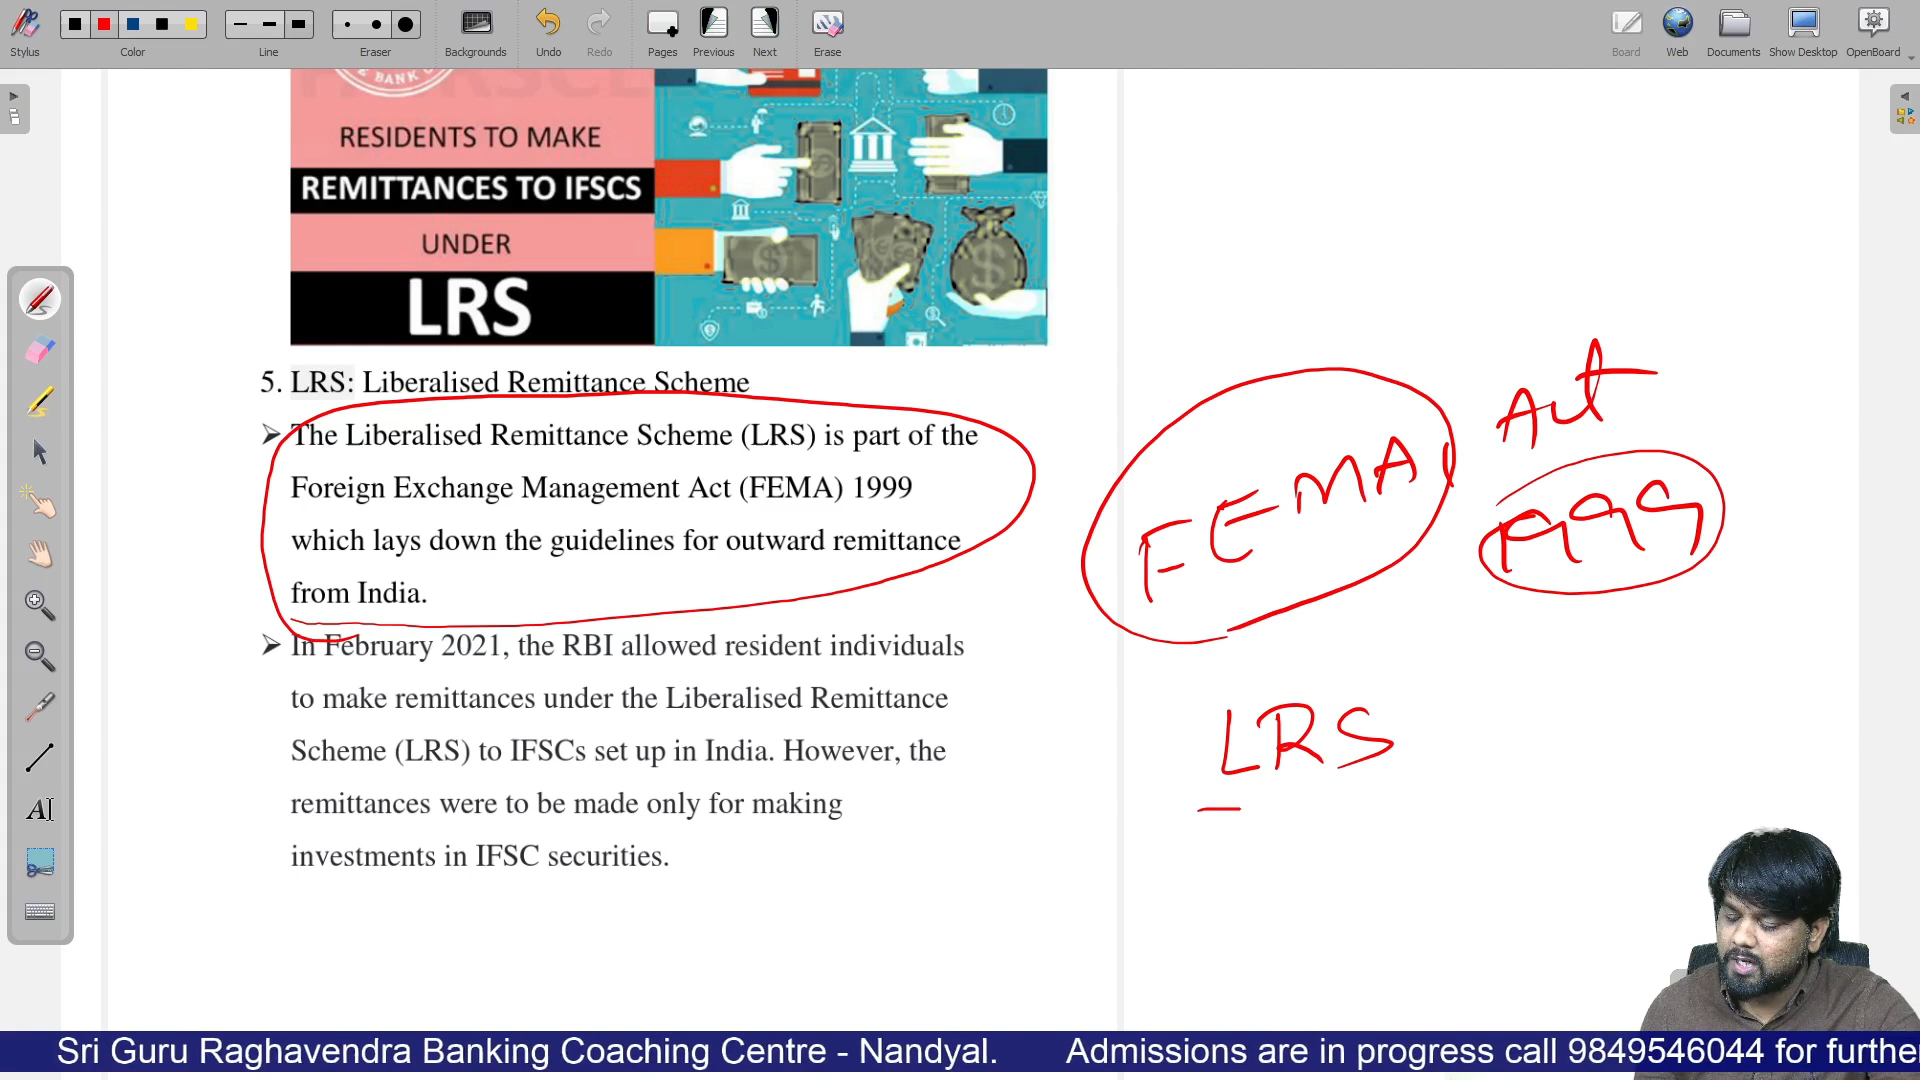 Stylus
Color
Line
Eraser
Backgrounds
Undo
Redo
Pages
Previous
Next
Erase
Board
Web
Documents
Show Desktop
OpenBoard
E BANK O
RESIDENTS TO MAKE
REMITTANCES TO IFSCS
UNDER
LRS
5. LRS: Liberalised Remittance Scheme
➢ The Liberalised Remittance Scheme (LRS) is part of the
Foreign Exchange Management Act (FEMA) 1999
which lays down the guidelines for outward remittance
from India.
➢ In February 2021, the RBI allowed resident individuals
to make remittances under the Liberalised Remittance
Scheme (LRS) to IFSCs set up in India. However, the
remittances were to be made only for making
investments in IFSC securities.
FEMA, Act
1999
LRS
Sri Guru Raghavendra Banking Coaching Centre - Nandyal. Admissions are in progress call 9849546044 for further